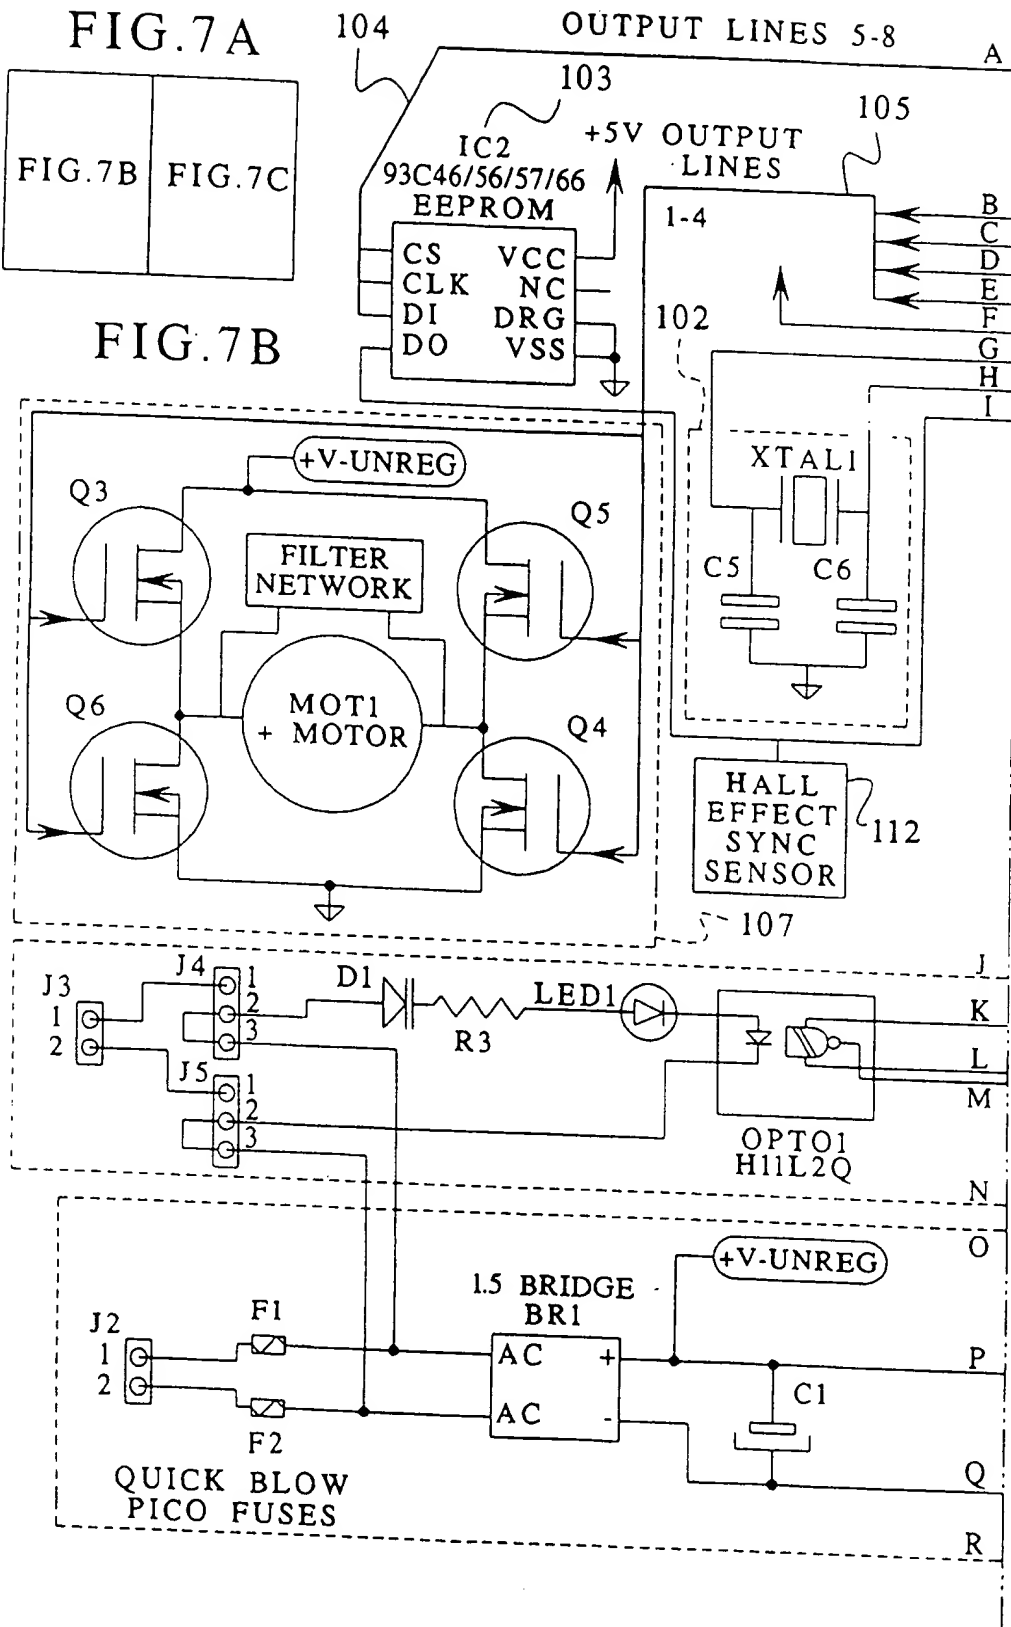 FIG.7A
FIG.7B
FIG.7C
FIG.7B
104
OUTPUT LINES 5-8
A
103
IC2
93C46/56/57/66
EEPROM
+5V OUTPUT
LINES
105
1-4
B
C
D
E
F
G
H
I
CS
CLK
DI
DO
VCC
NC
DRG
VSS
102
XTAL1
C5
C6
+V-UNREG
Q3
Q5
FILTER
NETWORK
Q6
Q4
MOT1
+ MOTOR
HALL
EFFECT
SYNC
SENSOR
112
107
J
J3
1
2
J4
1
2
3
D1
R3
LED1
K
L
M
J5
1
2
3
OPTO1
H11L2Q
N
O
+V-UNREG
1.5 BRIDGE
BR1
J2
1
2
F1
F2
AC +
AC -
P
C1
Q
QUICK BLOW
PICO FUSES
R